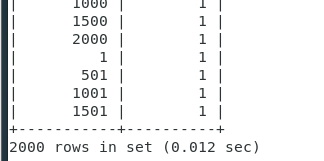 |      1000 |        1 |
|      1500 |        1 |
|      2000 |        1 |
|         1 |        1 |
|       501 |        1 |
|      1001 |        1 |
|      1501 |        1 |
+-----------+----------+
2000 rows in set (0.012 sec)